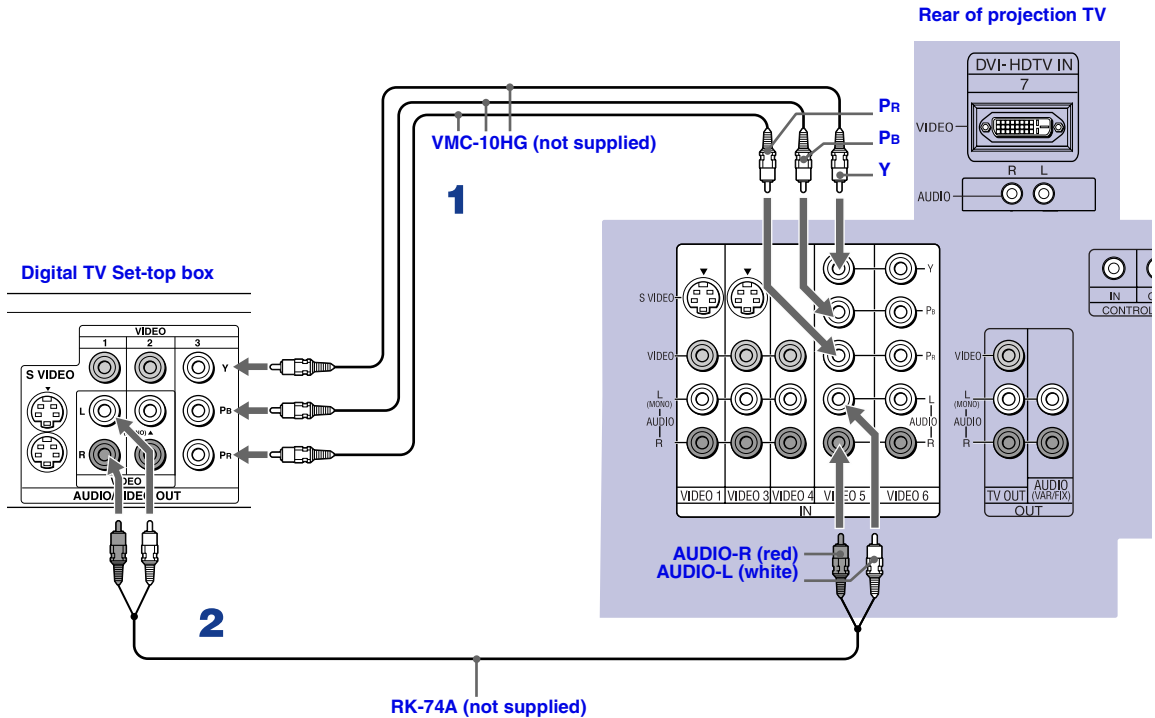 Rear of projection TV
DVI-HDTV IN
7
VIDEO
R L
AUDIO
PR
PB
Y
VMC-10HG (not supplied)
1
Digital TV Set-top box
VIDEO
1 2 3
S VIDEO
Y
L
PB
R
PR
AUDIO/VIDEO OUT
S VIDEO
VIDEO
L
(MONO)
AUDIO
R
Y
PB
PR
L
AUDIO
R
VIDEO 1 VIDEO 3 VIDEO 4 VIDEO 5 VIDEO 6
IN
VIDEO
L
(MONO)
AUDIO
R
TV OUT
AUDIO
(VAR/FIX)
OUT
IN
CONTROL
AUDIO-R (red)
AUDIO-L (white)
2
RK-74A (not supplied)